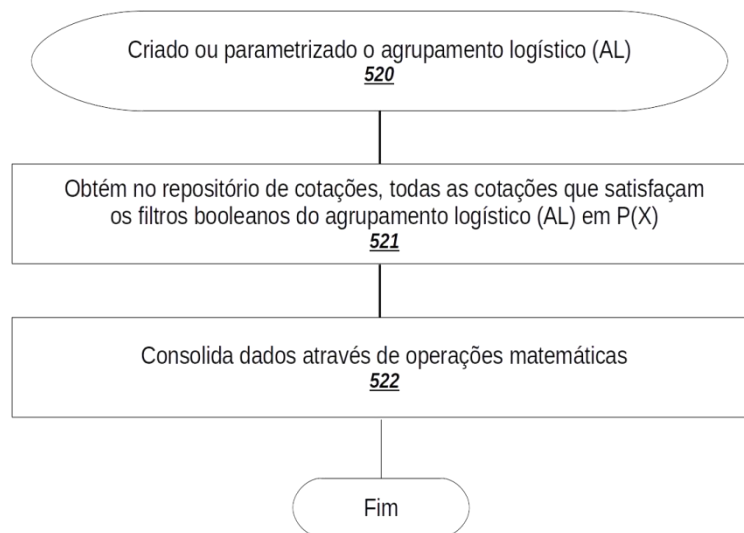 Criado ou parametrizado o agrupamento logístico (AL)
520
Obtém no repositório de cotações, todas as cotações que satisfaçam
os filtros booleanos do agrupamento logístico (AL) em P(X)
521
Consolida dados através de operações matemáticas
522
Fim